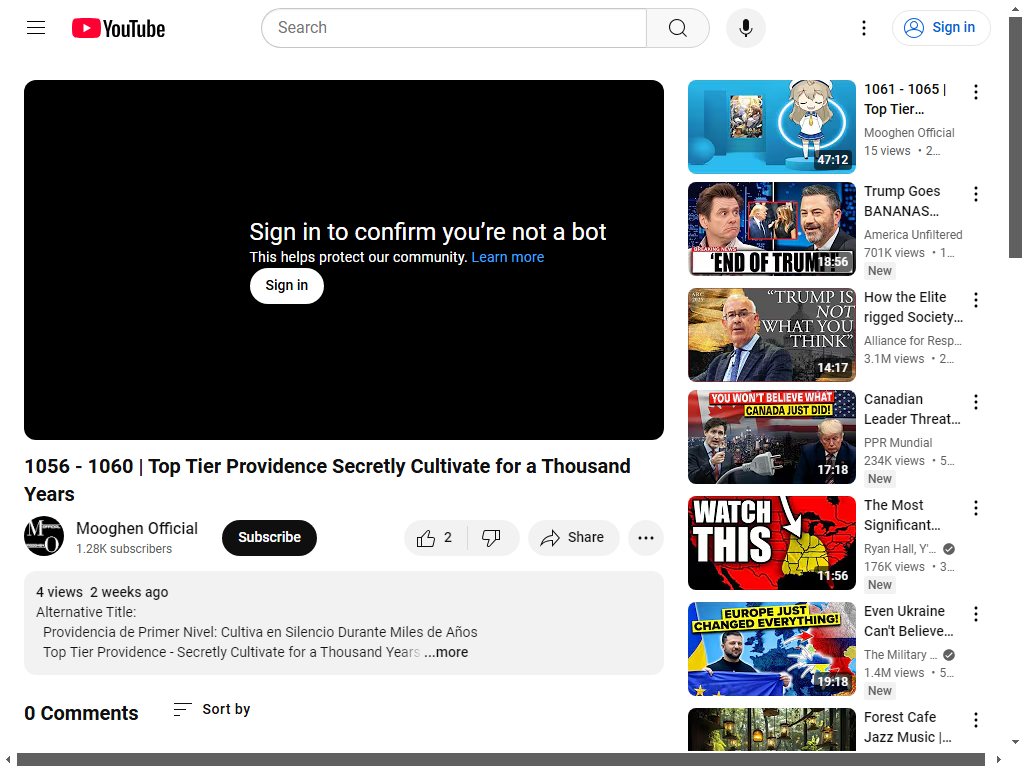 YouTube
Search
Sign in
Sign in to confirm you're not a bot
This helps protect our community. Learn more
Sign in
1056 - 1060 | Top Tier Providence Secretly Cultivate for a Thousand
Years
Mooghen Official
1.28K subscribers
Subscribe
2
Share
4 views 2 weeks ago
Alternative Title:
Providencia de Primer Nivel: Cultiva en Silencio Durante Miles de Años
Top Tier Providence - Secretly Cultivate for a Thousand Years ...more
0 Comments
Sort by
47:12
1061 - 1065 |
Top Tier…
Mooghen Official
15 views • 2…
BREAKING NEWS
'END OF TRUMP!'
18:56
Trump Goes
BANANAS…
America Unfiltered
701K views • 1…
New
ARC
2025
"TRUMP IS
NOT
WHAT YOU
THINK"
14:17
How the Elite
rigged Society…
Alliance for Resp…
3.1M views • 2…
YOU WON'T BELIEVE WHAT
CANADA JUST DID!
17:18
Canadian
Leader Threat…
PPR Mundial
234K views • 5…
New
WATCH
THIS
11:56
The Most
Significant…
Ryan Hall, Y'…
176K views • 3…
New
EUROPE JUST
CHANGED EVERYTHING!
19:18
Even Ukraine
Can't Believe…
The Military …
1.4M views • 5…
New
Forest Cafe
Jazz Music |…